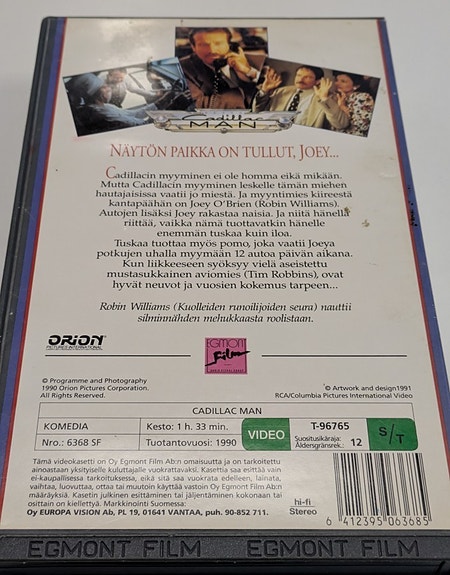 Cadillac
MAN
NÄYTÖN PAIKKA ON TULLUT, JOEY...
Cadillacin myyminen ei ole homma eikä mikään.
Mutta Cadillacin myyminen leskelle tämän miehen
hautajaisissa vaatii jo miestä. Ja myyntimies kiireestä
kantapäähän on Joey O'Brien (Robin Williams).
Autojen lisäksi Joey rakastaa naisia. Ja niitä hänellä
riittää, vaikka nämä tuottavatkin hänelle
enemmän tuskaa kuin iloa.
Tuskaa tuottaa myös pomo, joka vaatii Joeya
potkujen uhalla myymään 12 autoa päivän aikana.
Kun liikkeeseen syöksyy vielä aseistettu
mustasukkainen aviomies (Tim Robbins), ovat
hyvät neuvot ja vuosien kokemus tarpeen...
Robin Williams (Kuolleiden runoilijoiden seura) nauttii
silminnähden mehukkaasta roolistaan.
ORION
PICTURES INTERNATIONAL
EGMONT
Film
© Programme and Photography
1990 Orion Pictures Corporation.
All Rights Reserved.
© Artwork and design1991
RCA/Columbia Pictures International Video
CADILLAC MAN
KOMEDIA
Kesto: 1 h. 33 min.
VIDEO
T-96765
S/T
Nro.: 6368 SF
Tuotantovuosi: 1990
Suositusikäraja:
Åldersgränsrek.: 12
Tämä videokasetti on Oy Egmont Film Ab:n omaisuutta ja on tarkoitettu
ainoastaan yksityiselle kuluttajalle vuokrattavaksi. Kasettia saa esittää vain
ei-kaupallisessa tarkoituksessa, eikä sitä saa vuokrata edelleen, lainata,
vaihtaa, luovuttaa, ottaa tai muutoin käyttää vastoin Oy Egmont Film Ab:n
määräyksiä. Kasetin julkinen esittäminen tai jäljentäminen kokonaan tai
osittain on kielletty. Markkinointi Suomessa:
Oy EUROPA VISION Ab, PL 19, 01641 VANTAA, puh. 90-852 711.
hi-fi
Stereo
6 412395 063685
EGMONT FILM EGMONT FILM